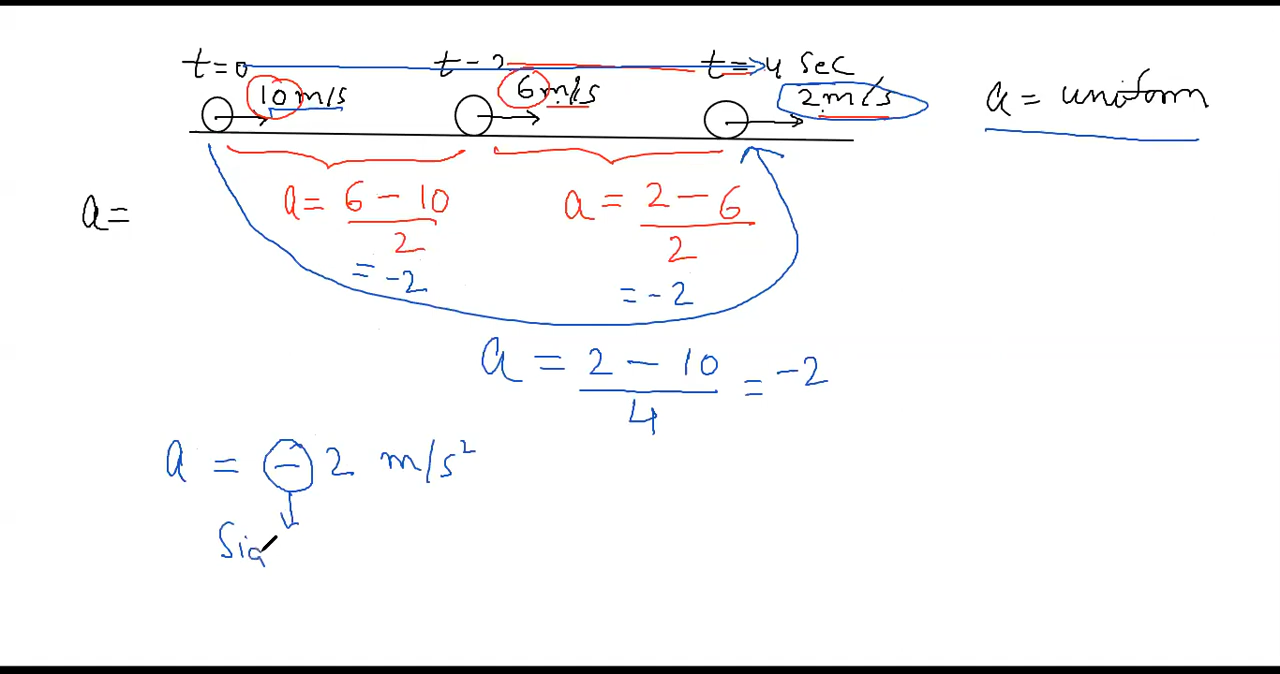 t=0 t=2 t=4 sec
10 m/s 6 m/s 2 m/s a = uniform
a= a= 6 - 10 / 2 a = 2 - 6 / 2
= -2 = -2
a = 2 - 10 / 4 = -2
a = - 2 m/s²
Sig